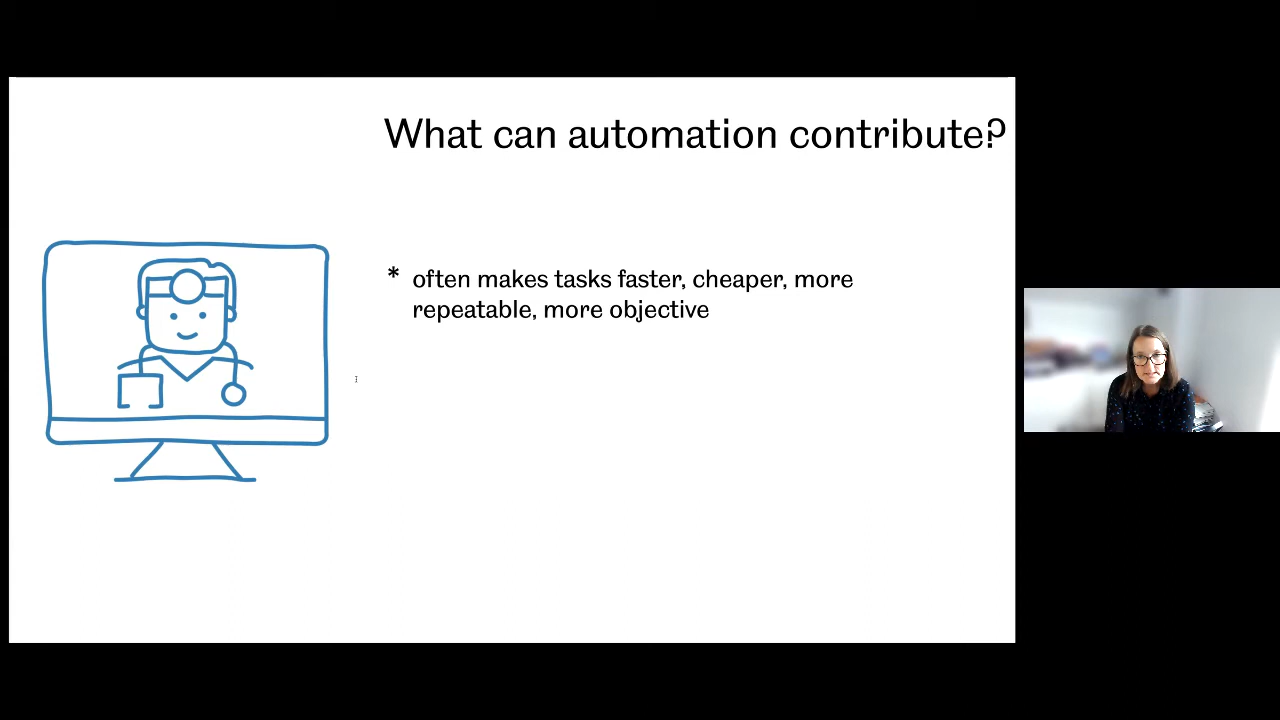 What can automation contribute?
* often makes tasks faster, cheaper, more
repeatable, more objective